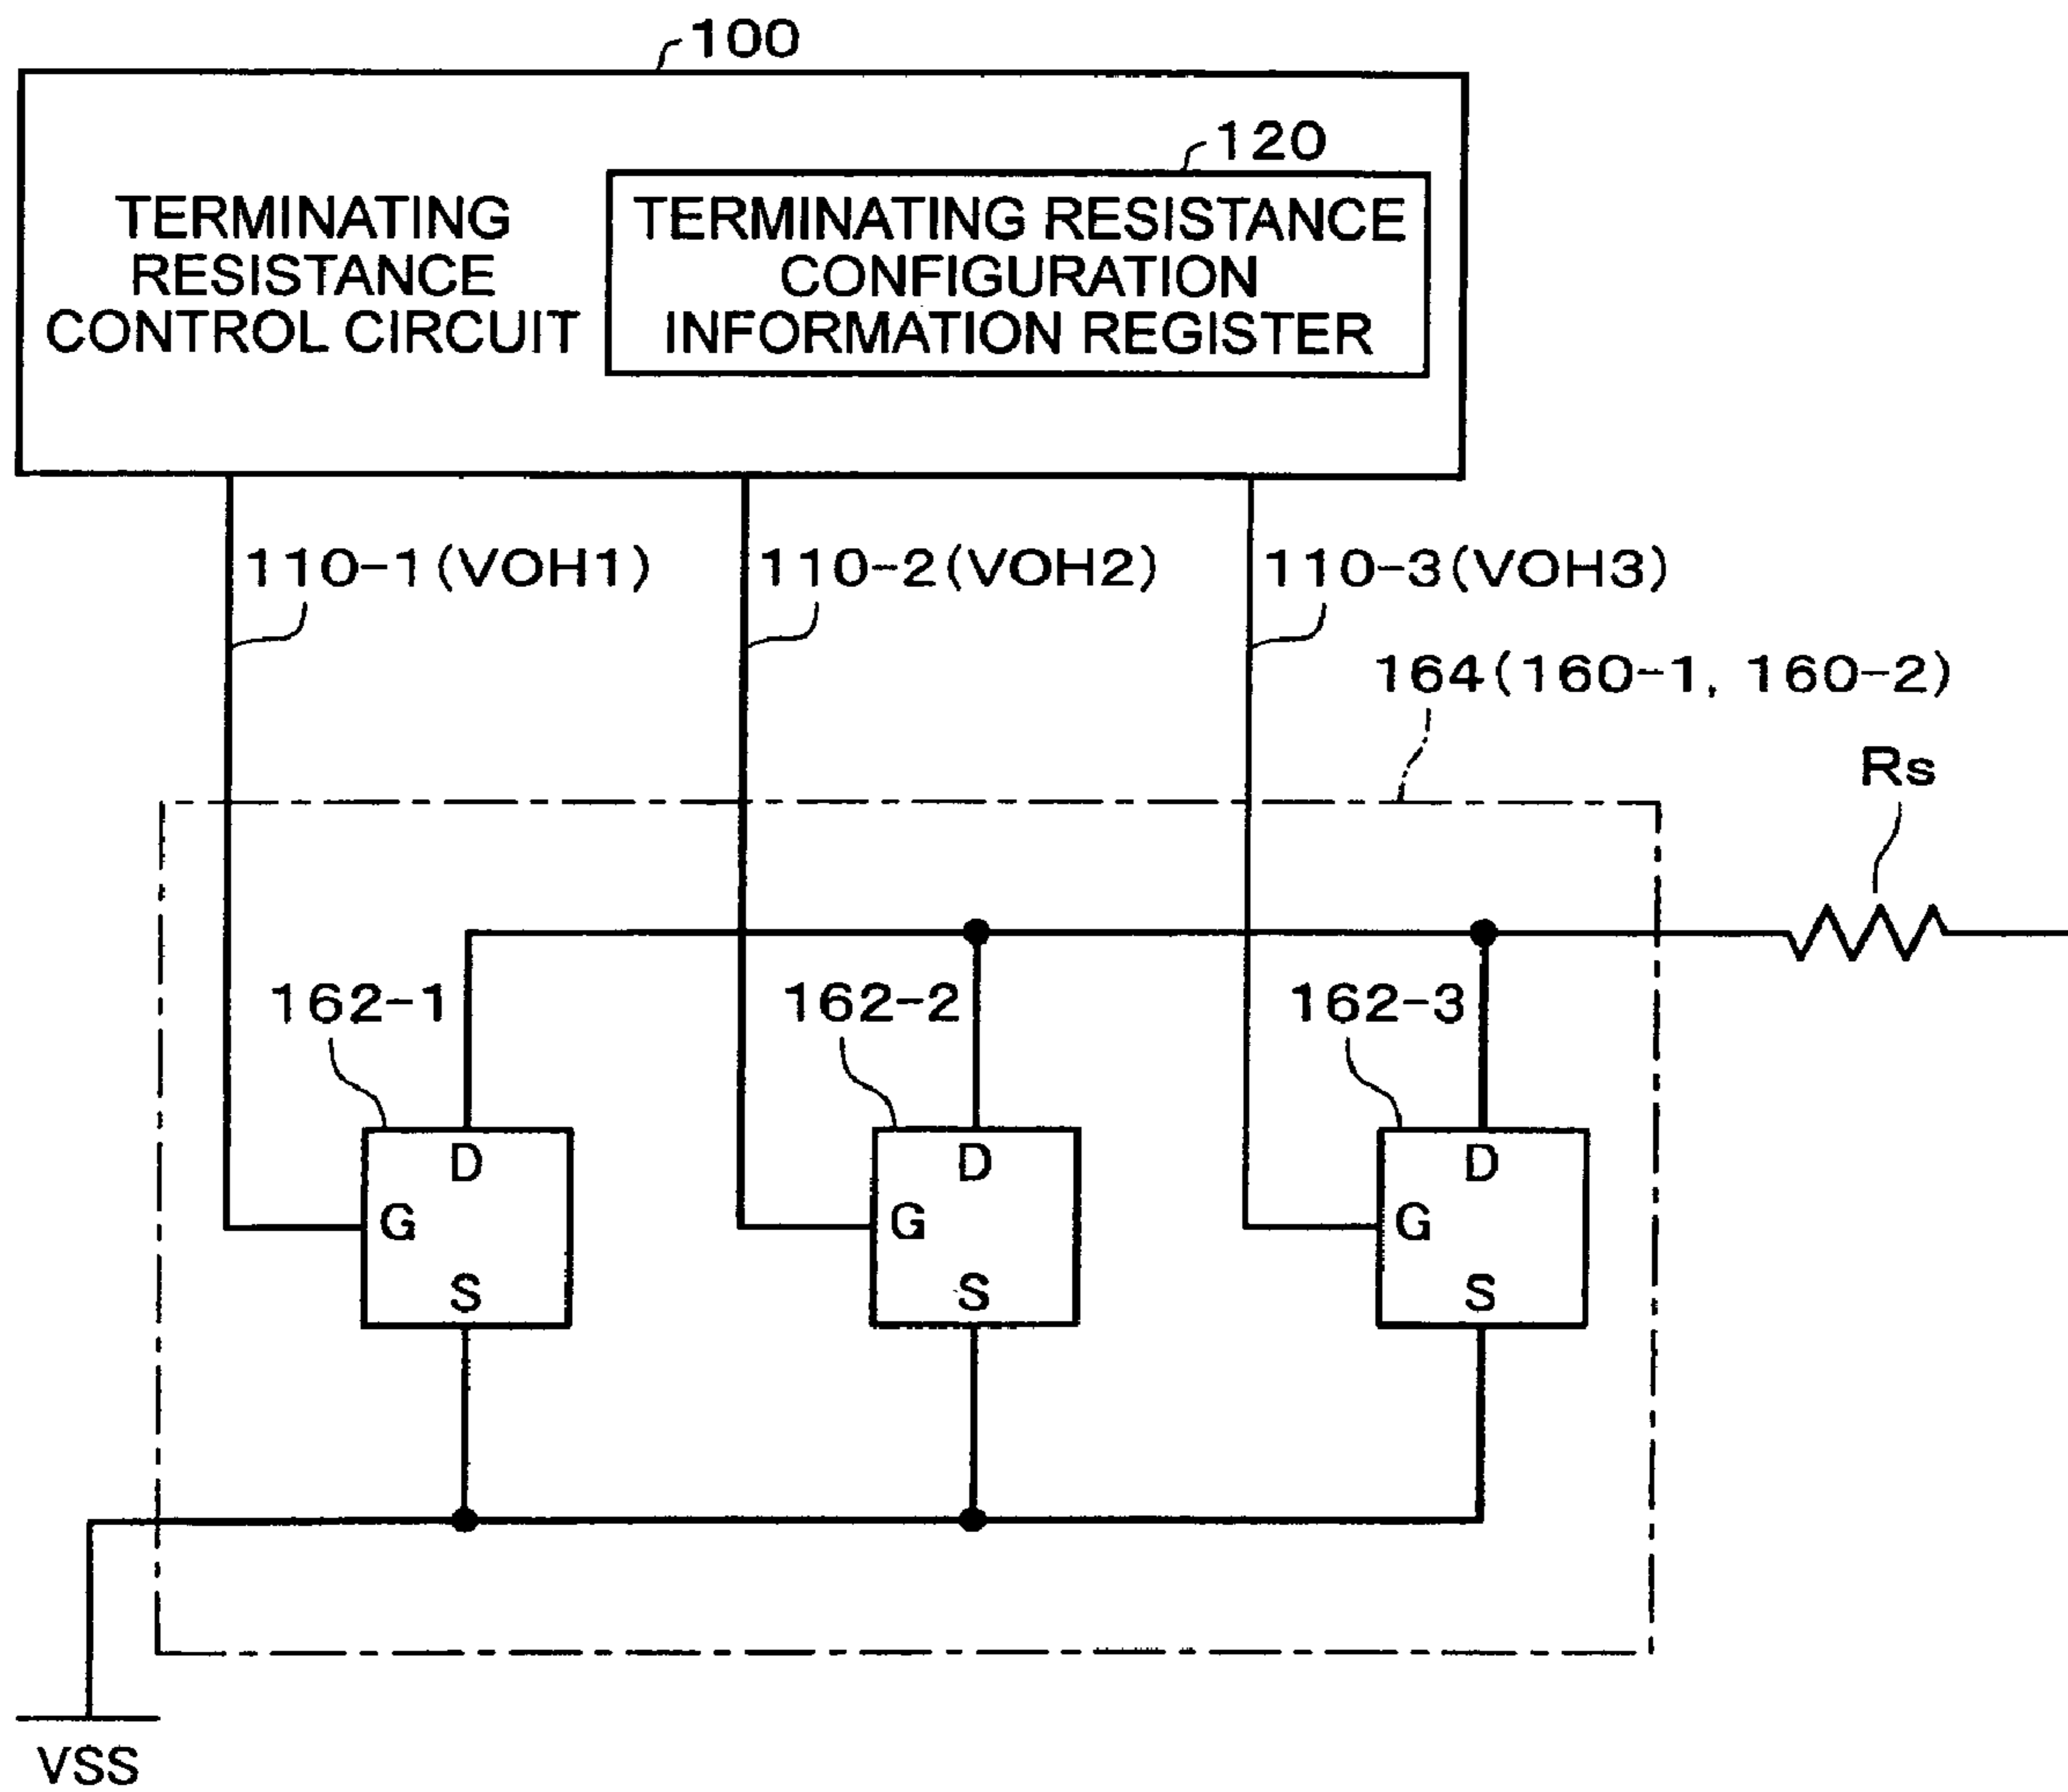 100
120
TERMINATING
RESISTANCE
CONTROL CIRCUIT
TERMINATING RESISTANCE
CONFIGURATION
INFORMATION REGISTER
110-1(VOH1)
110-2(VOH2)
110-3(VOH3)
164(160-1, 160-2)
Rs
162-1
162-2
162-3
D
G
S
D
G
S
D
G
S
VSS